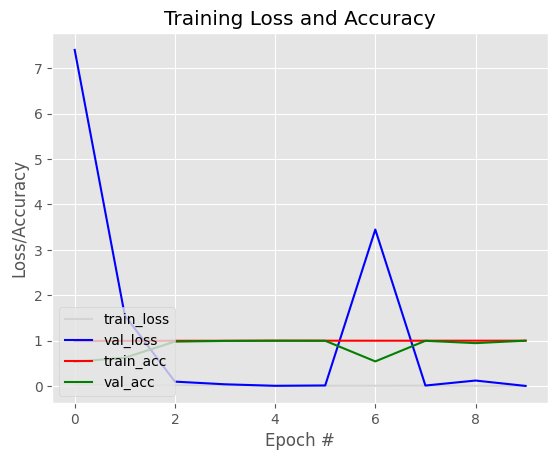 Training Loss and Accuracy
Loss/Accuracy
7
6
5
4
3
2
1
0
train_loss
val_loss
train_acc
val_acc
0 2 4 6 8
Epoch #